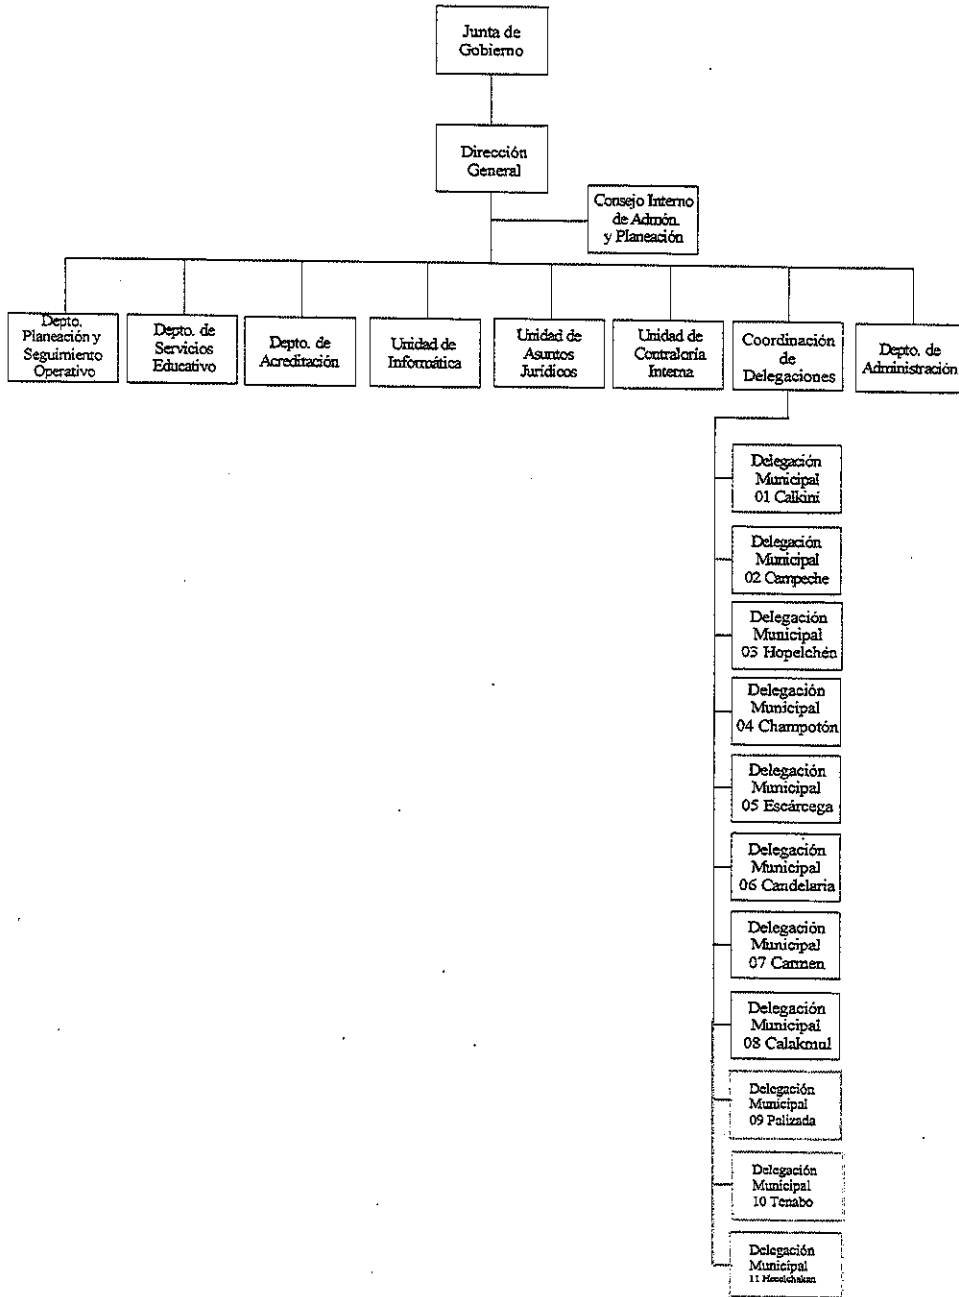 Junta de
Gobierno
Dirección
General
Consejo Interno
de Admón.
y Planeación
Depto.
Planeación y
Seguimiento
Operativo
Depto. de
Servicios
Educativo
Depto. de
Acreditación
Unidad de
Informática
Unidad de
Asuntos
Jurídicos
Unidad de
Contraloría
Interna
Coordinación
de
Delegaciones
Depto. de
Administración
Delegación
Municipal
01 Calkiní
Delegación
Municipal
02 Campeche
Delegación
Municipal
03 Hopelchén
Delegación
Municipal
04 Champotón
Delegación
Municipal
05 Escárcega
Delegación
Municipal
06 Candelaria
Delegación
Municipal
07 Carmen
Delegación
Municipal
08 Calakmul
Delegación
Municipal
09 Palizada
Delegación
Municipal
10 Tenabo
Delegación
Municipal
11